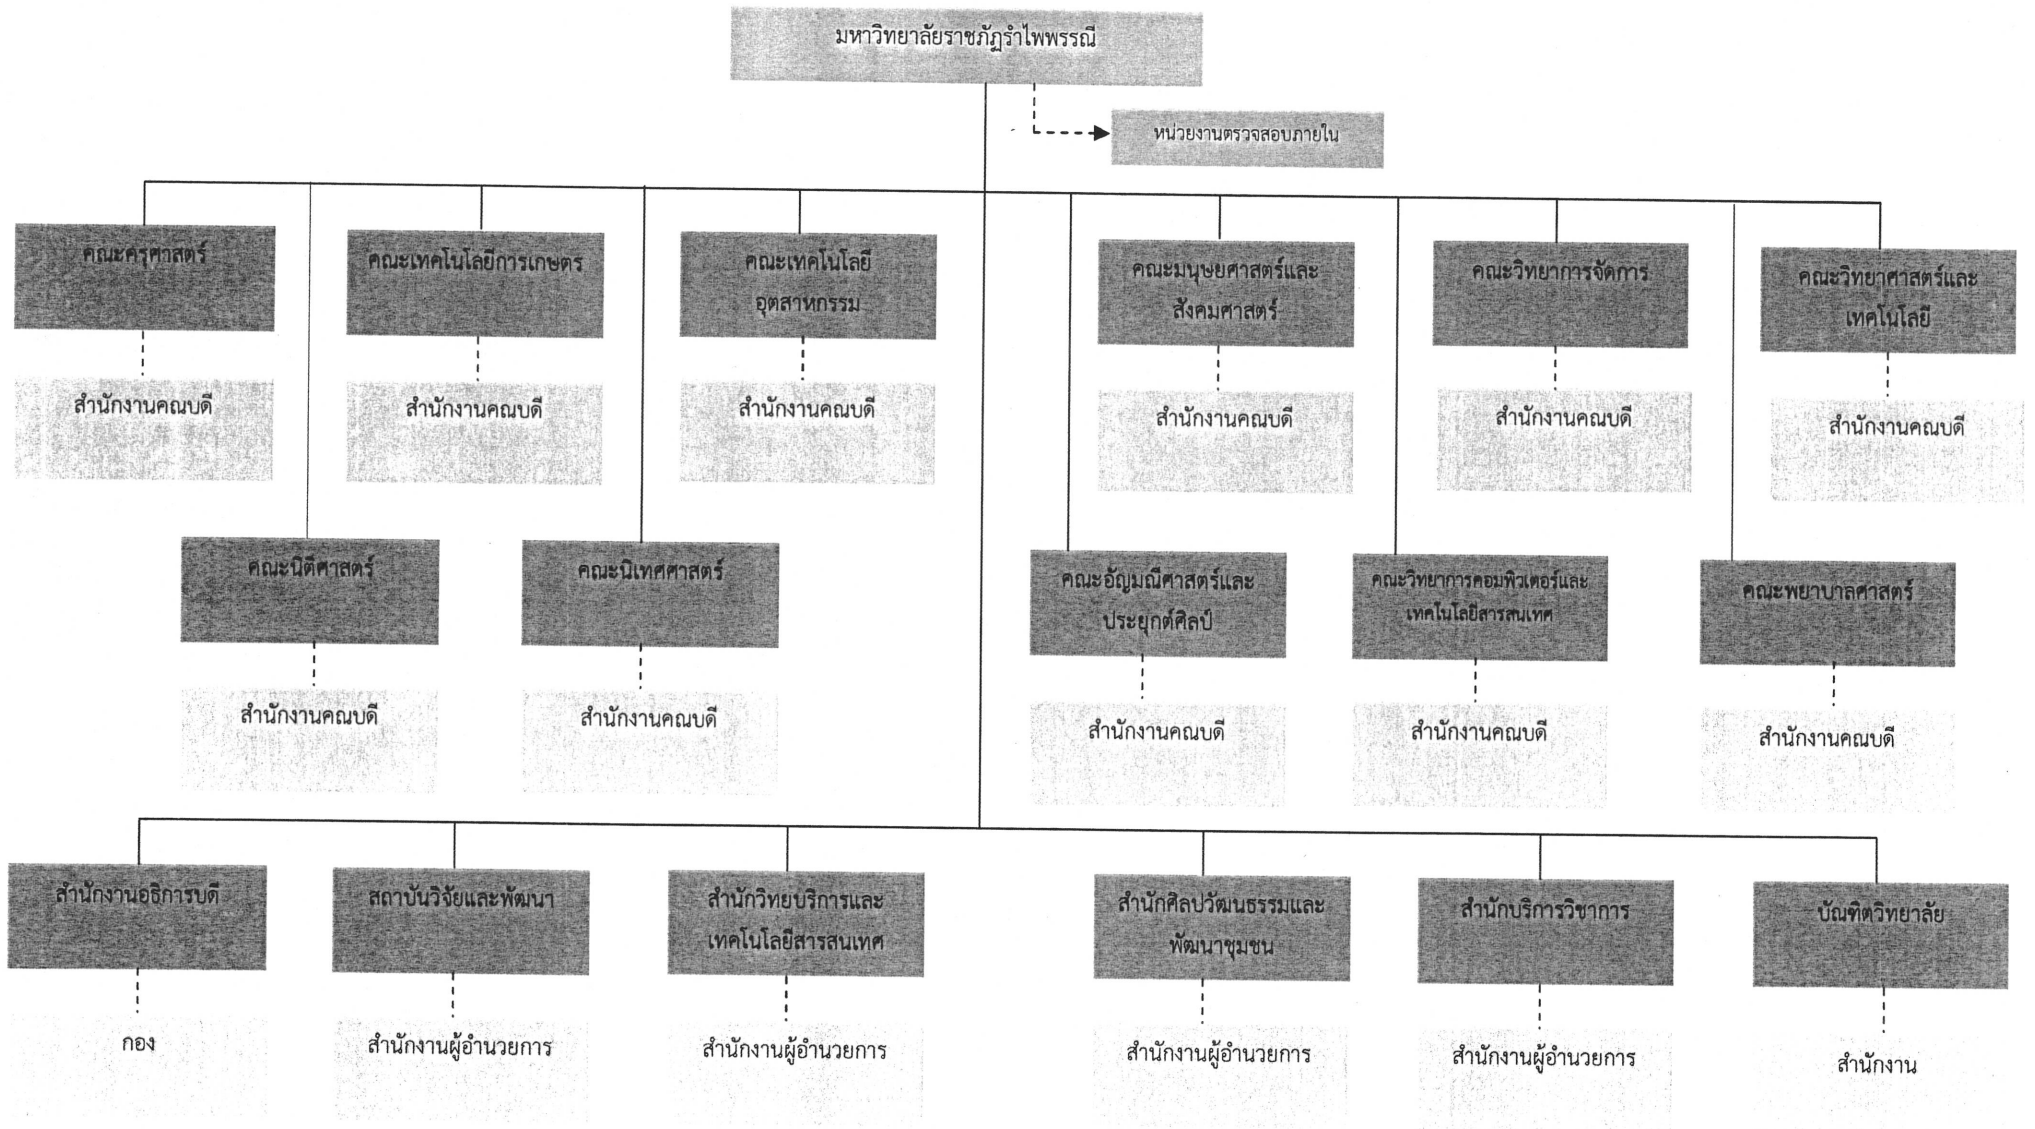 มหาวิทยาลัยราชภัฏรำไพพรรณี
หน่วยงานตรวจสอบภายใน
คณะครุศาสตร์
คณะเทคโนโลยีการเกษตร
คณะเทคโนโลยี
อุตสาหกรรม
คณะมนุษยศาสตร์และ
สังคมศาสตร์
คณะวิทยาการจัดการ
คณะวิทยาศาสตร์และ
เทคโนโลยี
สำนักงานคณบดี
สำนักงานคณบดี
สำนักงานคณบดี
สำนักงานคณบดี
สำนักงานคณบดี
สำนักงานคณบดี
คณะนิติศาสตร์
คณะนิเทศศาสตร์
คณะอัญมณีศาสตร์และ
ประยุกต์ศิลป์
คณะวิทยาการคอมพิวเตอร์และ
เทคโนโลยีสารสนเทศ
คณะพยาบาลศาสตร์
สำนักงานคณบดี
สำนักงานคณบดี
สำนักงานคณบดี
สำนักงานคณบดี
สำนักงานคณบดี
สำนักงานอธิการบดี
สถาบันวิจัยและพัฒนา
สำนักวิทยบริการและ
เทคโนโลยีสารสนเทศ
สำนักศิลปวัฒนธรรมและ
พัฒนาชุมชน
สำนักบริการวิชาการ
บัณฑิตวิทยาลัย
กอง
สำนักงานผู้อำนวยการ
สำนักงานผู้อำนวยการ
สำนักงานผู้อำนวยการ
สำนักงานผู้อำนวยการ
สำนักงาน